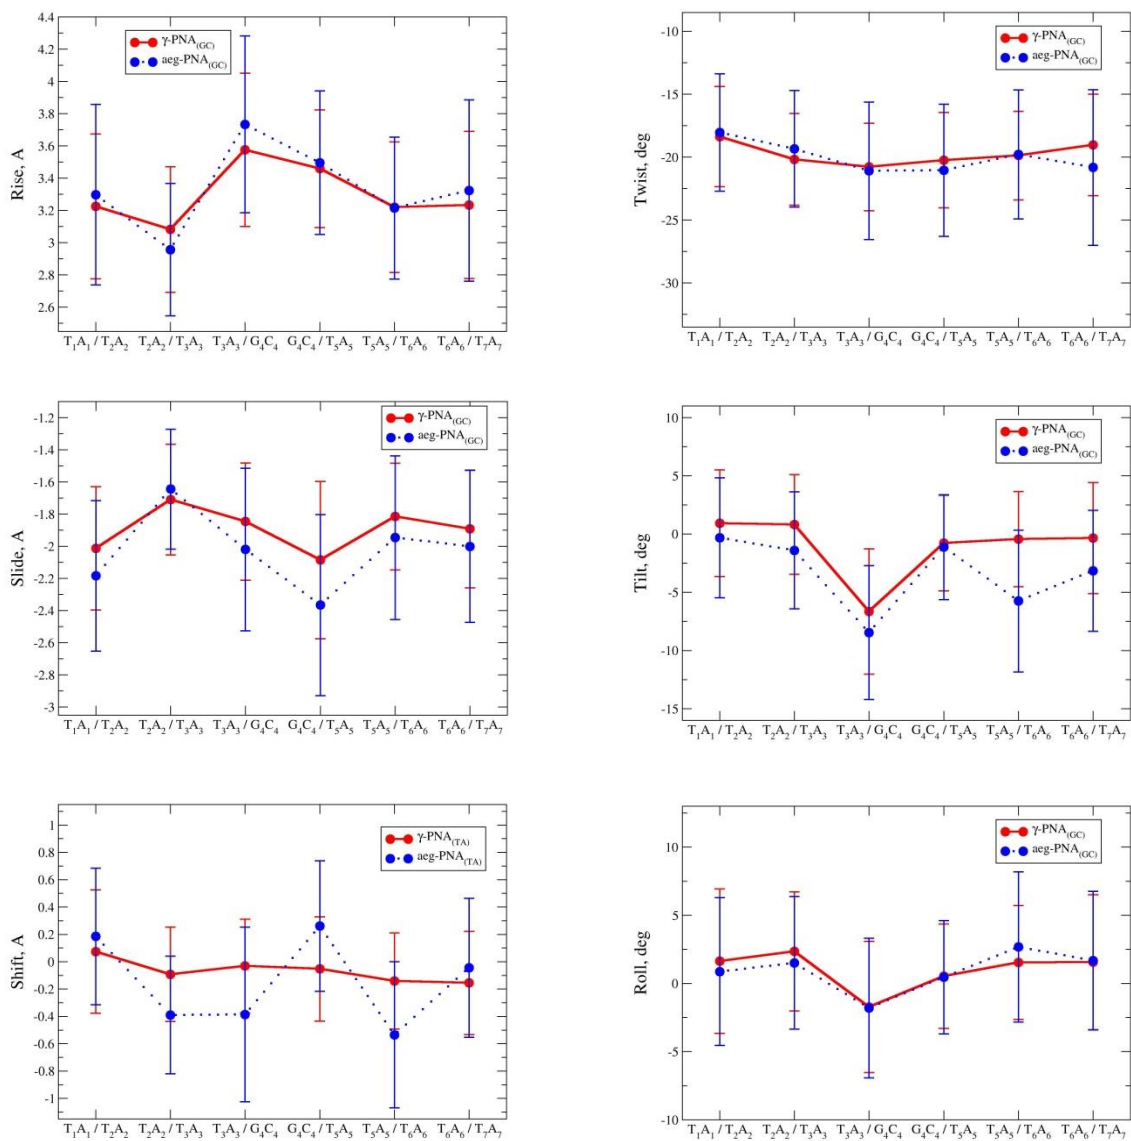 γ-PNA(GC)
aeg-PNA(GC)
Rise, A
4.4
4.2
4
3.8
3.6
3.4
3.2
3
2.8
2.6
T1A1 / T2A2 T2A2 / T3A3 T3A3 / G4C4 G4C4 / T5A5 T5A5 / T6A6 T6A6 / T7A7
γ-PNA(GC)
aeg-PNA(GC)
Twist, deg
-10
-15
-20
-25
-30
T1A1 / T2A2 T2A2 / T3A3 T3A3 / G4C4 G4C4 / T5A5 T5A5 / T6A6 T6A6 / T7A7
γ-PNA(GC)
aeg-PNA(GC)
Slide, A
-1.2
-1.4
-1.6
-1.8
-2
-2.2
-2.4
-2.6
-2.8
-3
T1A1 / T2A2 T2A2 / T3A3 T3A3 / G4C4 G4C4 / T5A5 T5A5 / T6A6 T6A6 / T7A7
γ-PNA(GC)
aeg-PNA(GC)
Tilt, deg
10
5
0
-5
-10
-15
T1A1 / T2A2 T2A2 / T3A3 T3A3 / G4C4 G4C4 / T5A5 T5A5 / T6A6 T6A6 / T7A7
γ-PNA(TA)
aeg-PNA(TA)
Shift, A
1
0.8
0.6
0.4
0.2
0
-0.2
-0.4
-0.6
-0.8
-1
T1A1 / T2A2 T2A2 / T3A3 T3A3 / G4C4 G4C4 / T5A5 T5A5 / T6A6 T6A6 / T7A7
γ-PNA(GC)
aeg-PNA(GC)
Roll, deg
10
5
0
-5
-10
T1A1 / T2A2 T2A2 / T3A3 T3A3 / G4C4 G4C4 / T5A5 T5A5 / T6A6 T6A6 / T7A7